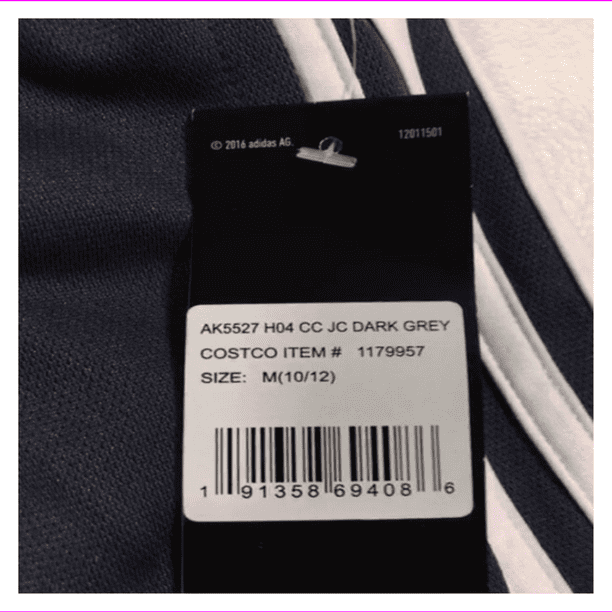 © 2016 adidas AG. 12011501
AK5527 H04 CC JC DARK GREY
COSTCO ITEM # 1179957
SIZE: M(10/12)
1 91358 69408 6